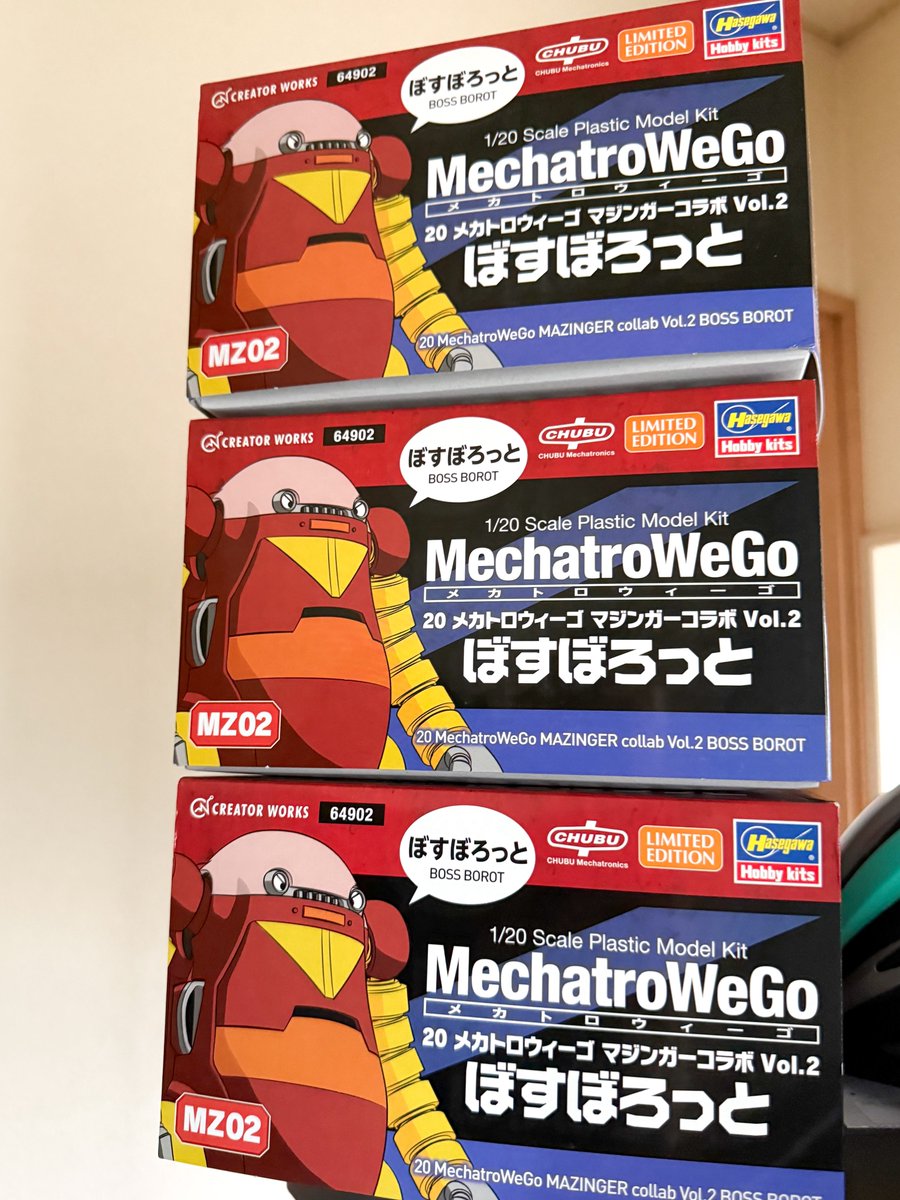 CREATOR WORKS 64902
ぼすぼろっと
BOSS BOROT
CHUBU
CHUBU Mechatronics
LIMITED
EDITION
Hasegawa
Hobby kits
1/20 Scale Plastic Model Kit
MechatroWeGo
メカトロウィーゴ
20 メカトロウィーゴ マジンガーコラボ Vol.2
ぼすぼろっと
MZ02
20 MechatroWeGo MAZINGER collab Vol.2 BOSS BOROT
CREATOR WORKS 64902
ぼすぼろっと
BOSS BOROT
CHUBU
CHUBU Mechatronics
LIMITED
EDITION
Hasegawa
Hobby kits
1/20 Scale Plastic Model Kit
MechatroWeGo
メカトロウィーゴ
20 メカトロウィーゴ マジンガーコラボ Vol.2
ぼすぼろっと
MZ02
20 MechatroWeGo MAZINGER collab Vol.2 BOSS BOROT
CREATOR WORKS 64902
ぼすぼろっと
BOSS BOROT
CHUBU
CHUBU Mechatronics
LIMITED
EDITION
Hasegawa
Hobby kits
1/20 Scale Plastic Model Kit
MechatroWeGo
メカトロウィーゴ
20 メカトロウィーゴ マジンガーコラボ Vol.2
ぼすぼろっと
MZ02
20 MechatroWeGo MAZINGER collab Vol.2 BOSS BOROT